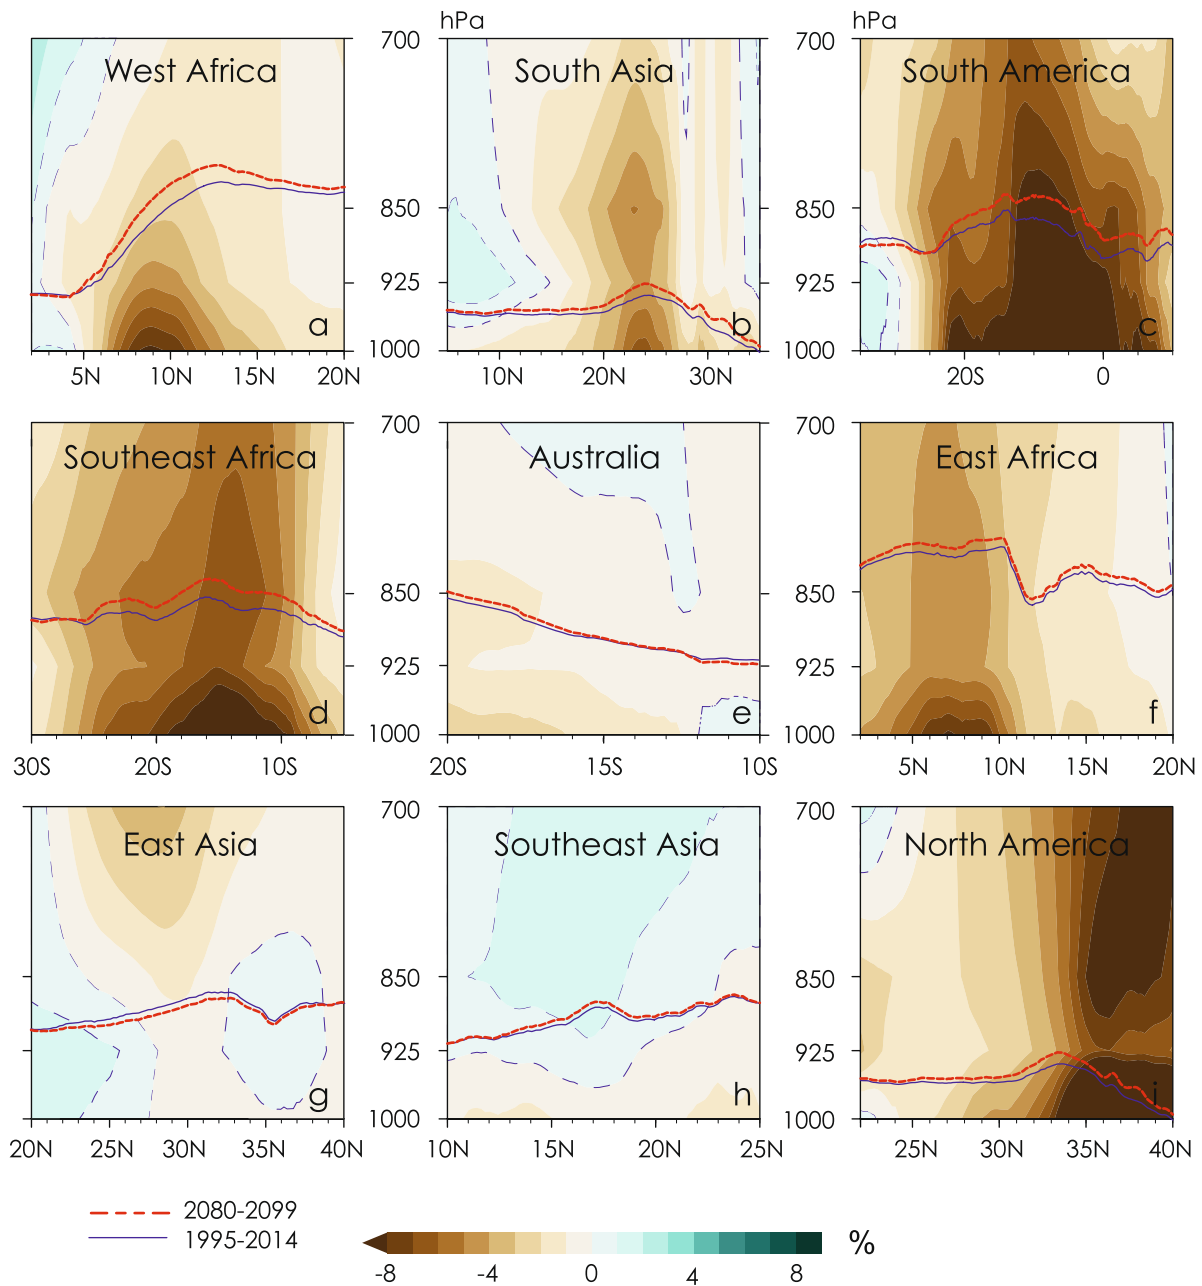 hPa
hPa
700
700
West Africa
South Asia
South America
850
850
925
925
a
b
c
1000
1000
5N 10N 15N 20N
10N 20N 30N
20S 0
700
700
Southeast Africa
Australia
East Africa
850
850
925
925
d
e
f
1000
1000
30S 20S 10S
20S 15S 10S
5N 10N 15N 20N
700
700
East Asia
Southeast Asia
North America
850
850
925
925
g
h
i
1000
1000
20N 25N 30N 35N 40N
10N 15N 20N 25N
25N 30N 35N 40N
2080-2099
1995-2014
%
-8 -4 0 4 8